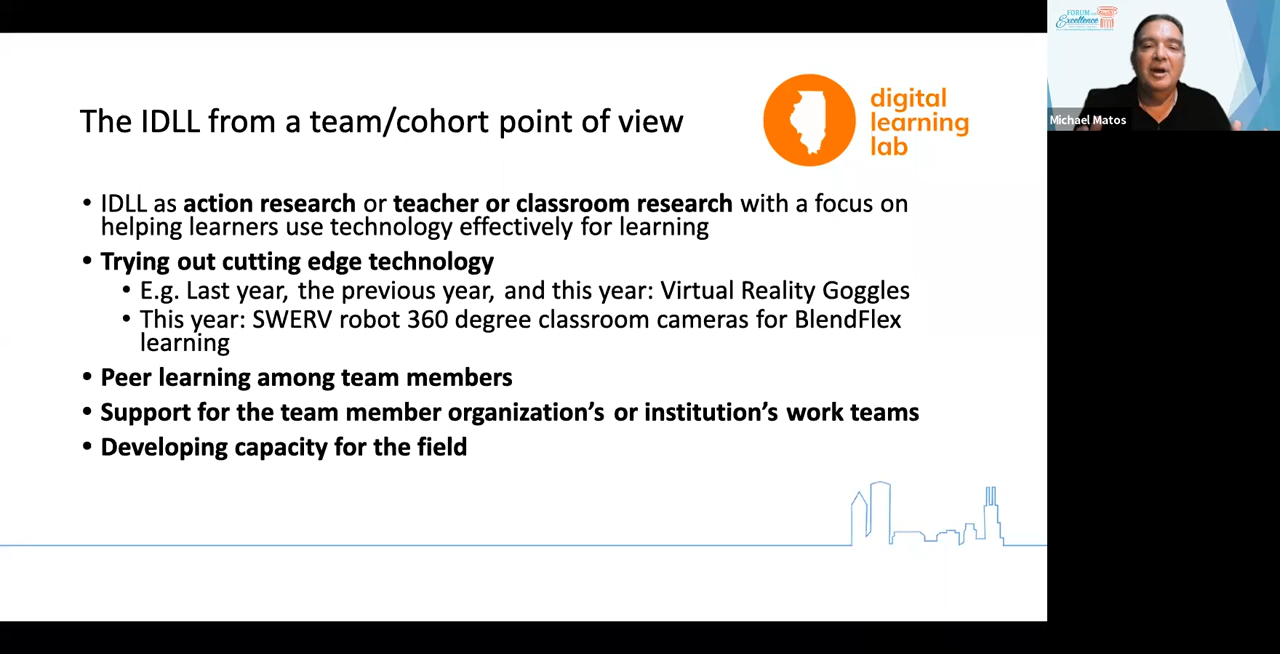 The IDLL from a team/cohort point of view
digital
learning
lab
• IDLL as action research or teacher or classroom research with a focus on
helping learners use technology effectively for learning
• Trying out cutting edge technology
• E.g. Last year, the previous year, and this year: Virtual Reality Goggles
• This year: SWERV robot 360 degree classroom cameras for BlendFlex
learning
• Peer learning among team members
• Support for the team member organization's or institution's work teams
• Developing capacity for the field
FORUM
Excellence
Michael Matos